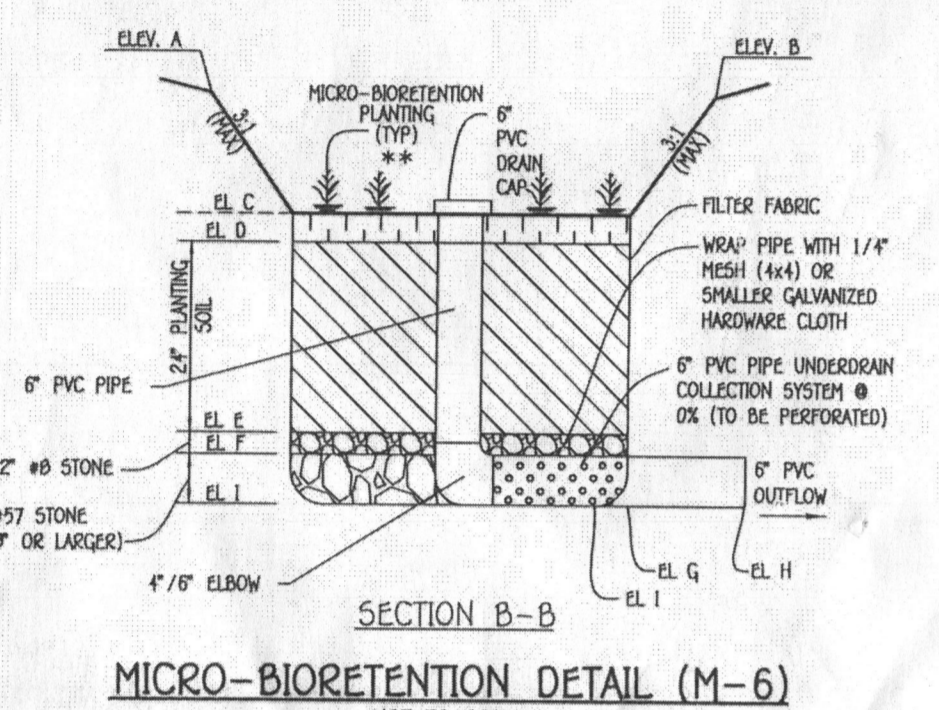 ELEV. A
ELEV. B
MICRO-BIORETENTION
PLANTING
(TYP)
**
6"
PVC
DRAIN
CAP
3:1
(MAX)
3:1
(MAX)
EL C
EL D
FILTER FABRIC
WRAP PIPE WITH 1/4"
MESH (4x4) OR
SMALLER GALVANIZED
HARDWARE CLOTH
24" PLANTING
SOIL
6" PVC PIPE
6" PVC PIPE UNDERDRAIN
COLLECTION SYSTEM @
0% (TO BE PERFORATED)
EL E
EL F
2" #8 STONE
EL I
57 STONE
OR LARGER)
6" PVC
OUTFLOW
4"/6" ELBOW
EL G
EL H
EL I
SECTION B-B
MICRO-BIORETENTION DETAIL (M-6)